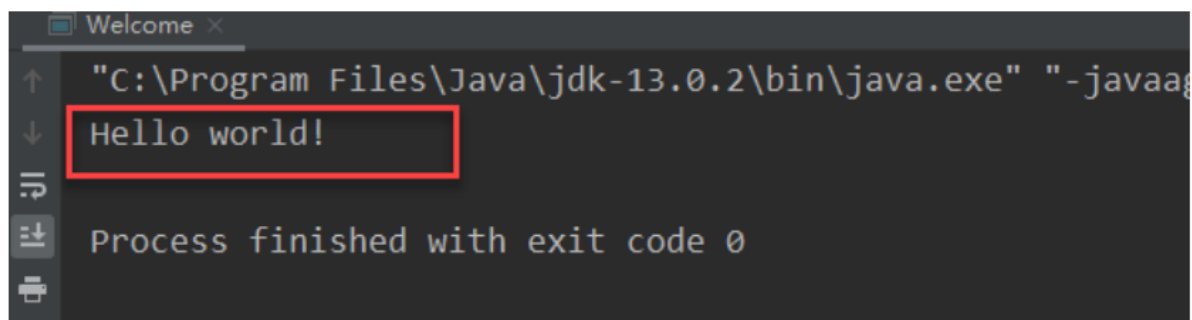 Welcome
"C:\Program Files\Java\jdk-13.0.2\bin\java.exe" "-javaag
Hello world!
Process finished with exit code 0